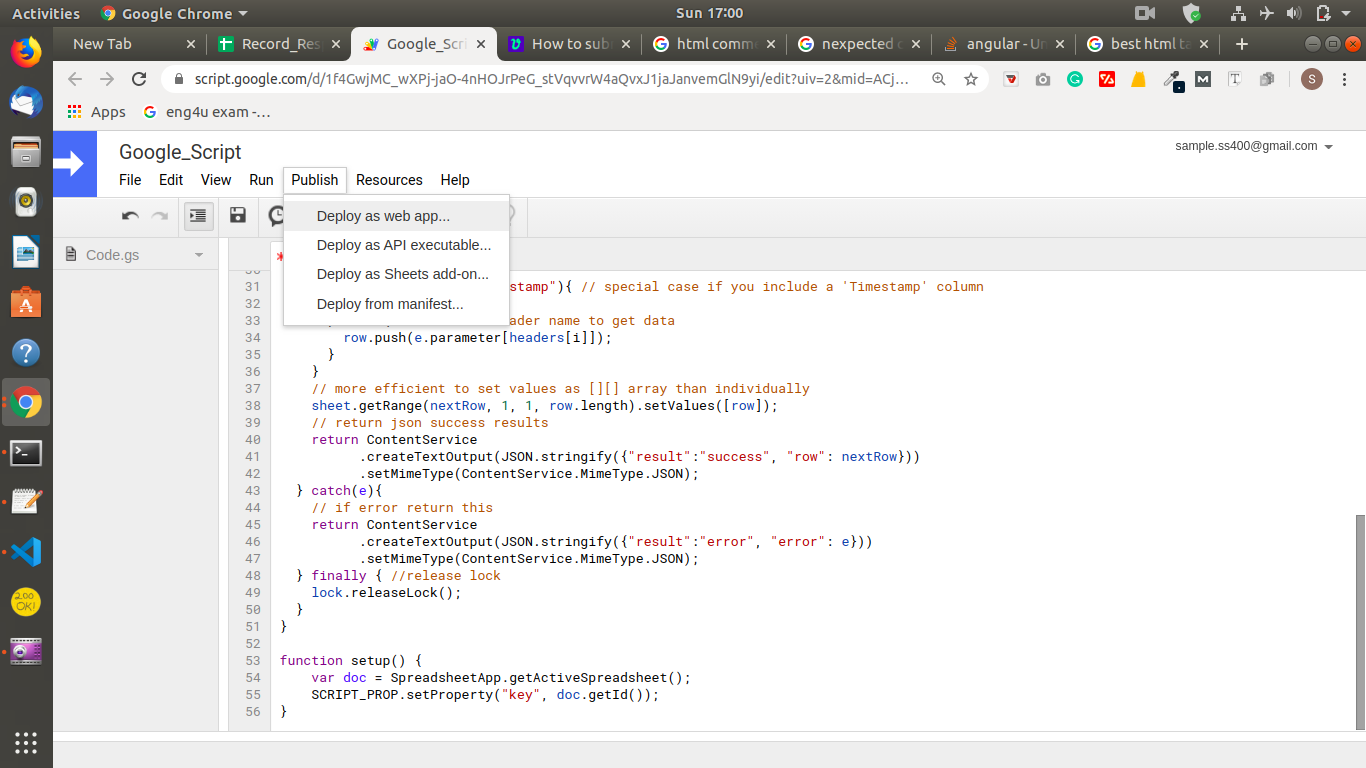 Activities Google Chrome Sun 17:00
New Tab Record_Res Google_Scri How to sub html comm nexpected angular - Un best html ta
script.google.com/d/1f4GwjMC_wXPj-jaO-4nHOJrPeG_stVqvvrW4aQvxJ1jaJanvemGlN9yi/edit?uiv=2&mid=ACj…
Apps eng4u exam -…
Google_Script
sample.ss400@gmail.com
File Edit View Run Publish Resources Help
Deploy as web app...
Deploy as API executable...
Deploy as Sheets add-on...
Deploy from manifest...
Code.gs
31 stamp"){ // special case if you include a 'Timestamp' column
32
33 ader name to get data
34 row.push(e.parameter[headers[i]]);
35 }
36 }
37 // more efficient to set values as [][] array than individually
38 sheet.getRange(nextRow, 1, 1, row.length).setValues([row]);
39 // return json success results
40 return ContentService
41 .createTextOutput(JSON.stringify({"result":"success", "row": nextRow}))
42 .setMimeType(ContentService.MimeType.JSON);
43 } catch(e){
44 // if error return this
45 return ContentService
46 .createTextOutput(JSON.stringify({"result":"error", "error": e}))
47 .setMimeType(ContentService.MimeType.JSON);
48 } finally { //release lock
49 lock.releaseLock();
50 }
51 }
52
53 function setup() {
54 var doc = SpreadsheetApp.getActiveSpreadsheet();
55 SCRIPT_PROP.setProperty("key", doc.getId());
56 }